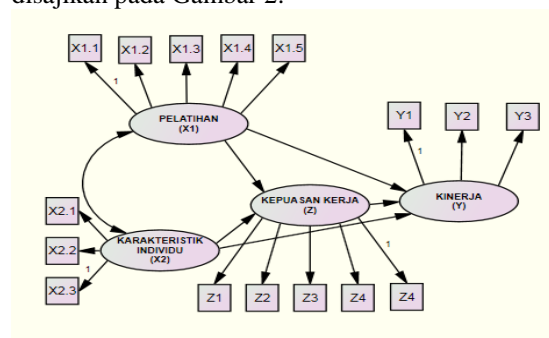 disajikan pada Gambar 2.
X1.1 X1.2 X1.3 X1.4 X1.5
1
PELATIHAN
(X1)
Y1 Y2 Y3
1
KEPUASAN KERJA
(Z)
KINERJA
(Y)
X2.1
X2.2
1
X2.3
KARAKTERISTIK
INDIVIDU
(X2)
1
Z1 Z2 Z3 Z4 Z4